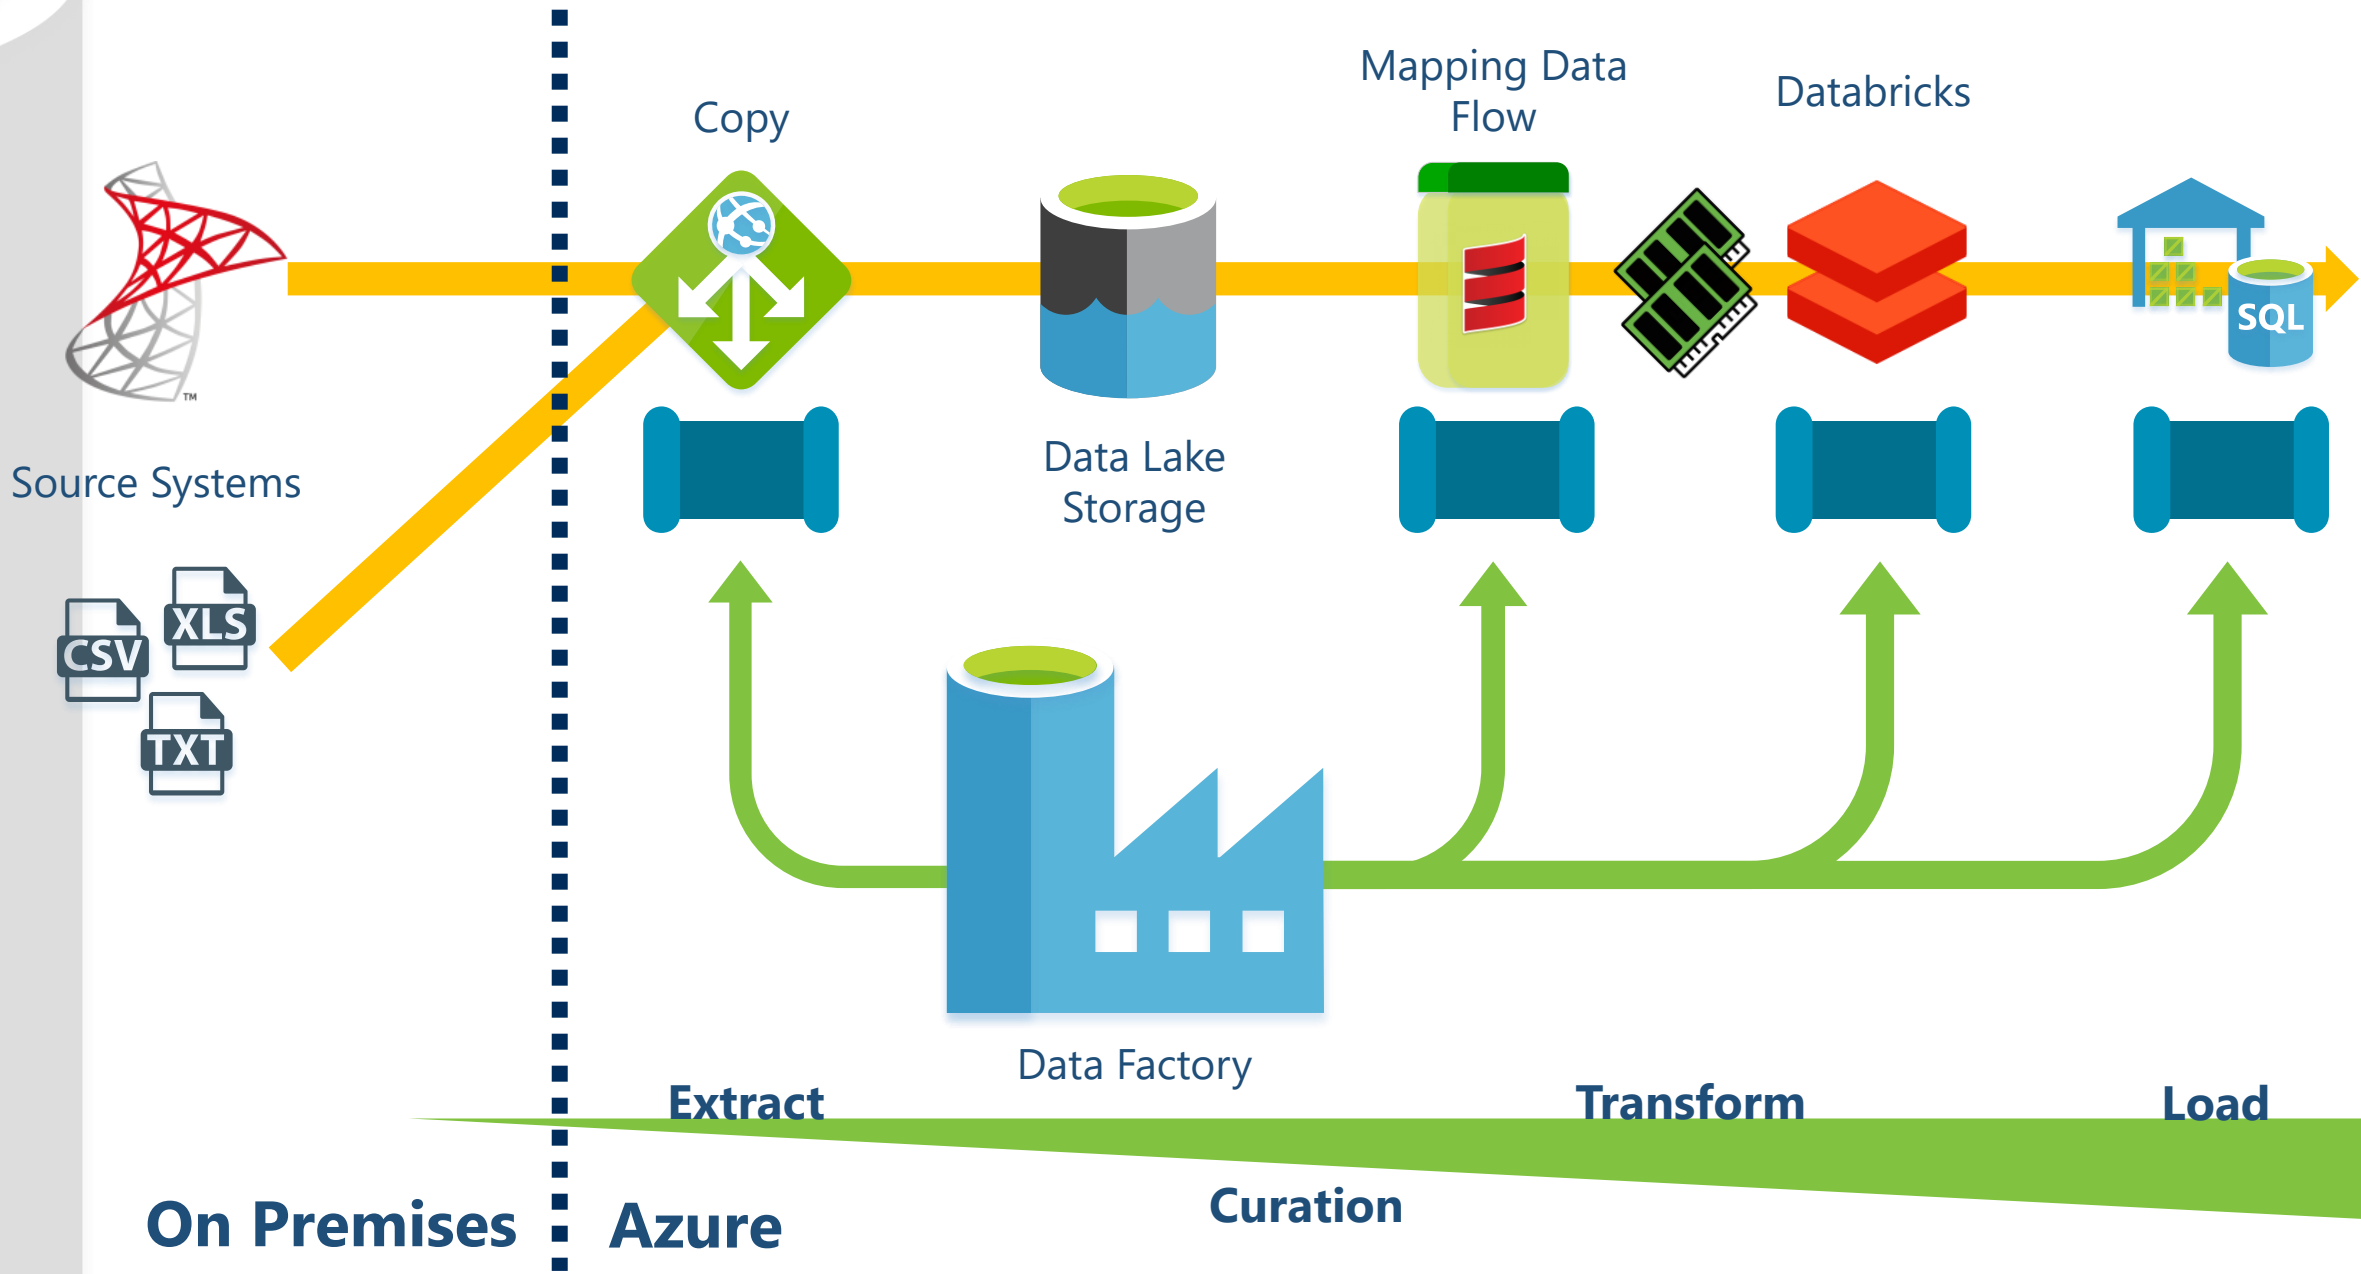 Mapping Data
Flow
Databricks
Copy
SQL
TM
Source Systems
Data Lake
Storage
XLS
CSV
TXT
Data Factory
Extract
Transform
Load
Curation
On Premises
Azure